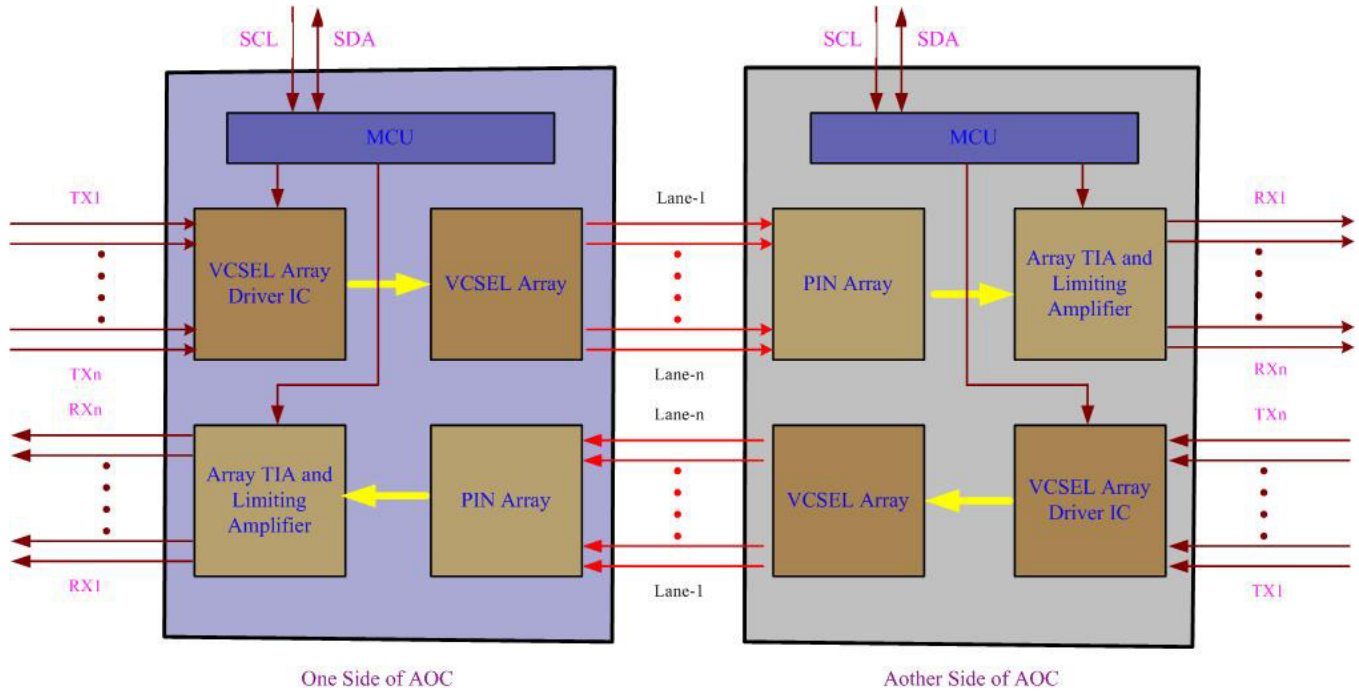 SCL
SDA
SCL
SDA
MCU
MCU
TX1
Lane-1
RX1
VCSEL Array
Driver IC
VCSEL Array
PIN Array
Array TIA and
Limiting
Amplifier
TXn
Lane-n
RXn
RXn
Lane-n
TXn
Array TIA and
Limiting
Amplifier
PIN Array
VCSEL Array
VCSEL Array
Driver IC
RX1
Lane-1
TX1
One Side of AOC
Aother Side of AOC